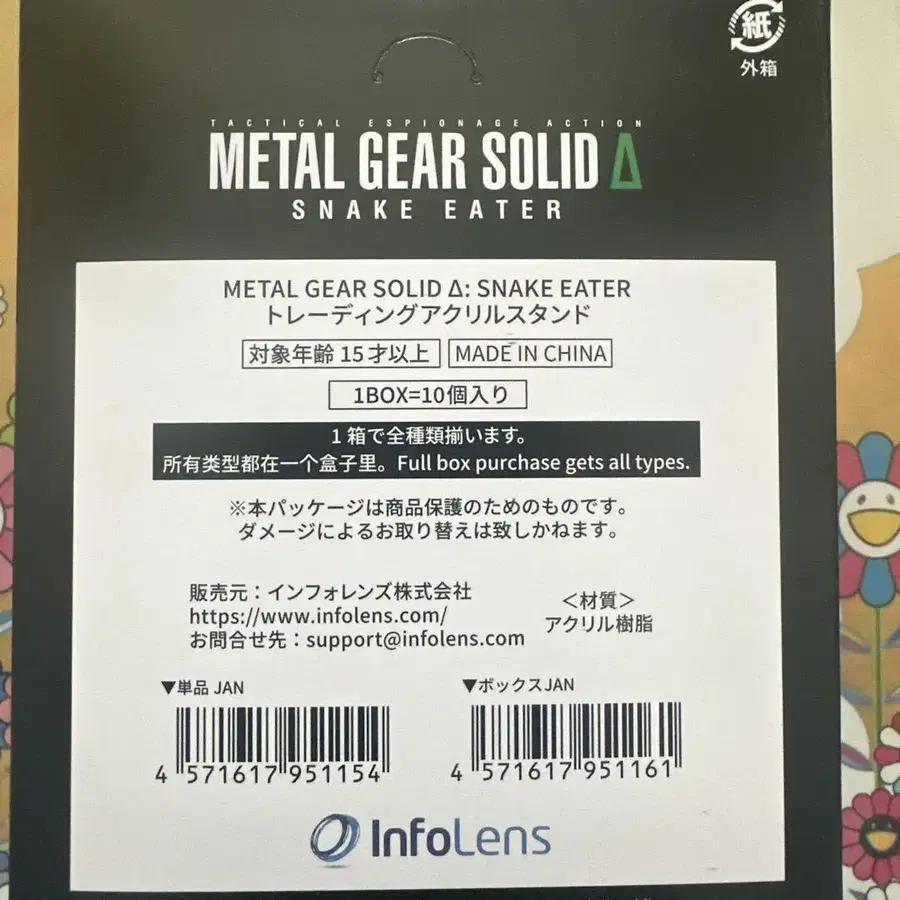 紙
外箱
TACTICAL ESPIONAGE ACTION
METAL GEAR SOLID Δ
SNAKE EATER
METAL GEAR SOLID Δ: SNAKE EATER
トレーディングアクリルスタンド
対象年齢 15才以上 MADE IN CHINA
1BOX=10個入り
1箱で全種類揃います。
所有类型都在一个盒子里。Full box purchase gets all types.
※本パッケージは商品保護のためのものです。
ダメージによるお取り替えは致しかねます。
販売元：インフォレンズ株式会社
https://www.infolens.com/
お問合せ先：support@infolens.com
＜材質＞
アクリル樹脂
▼単品 JAN
4 571617 951154
▼ボックスJAN
4 571617 951161
InfoLens